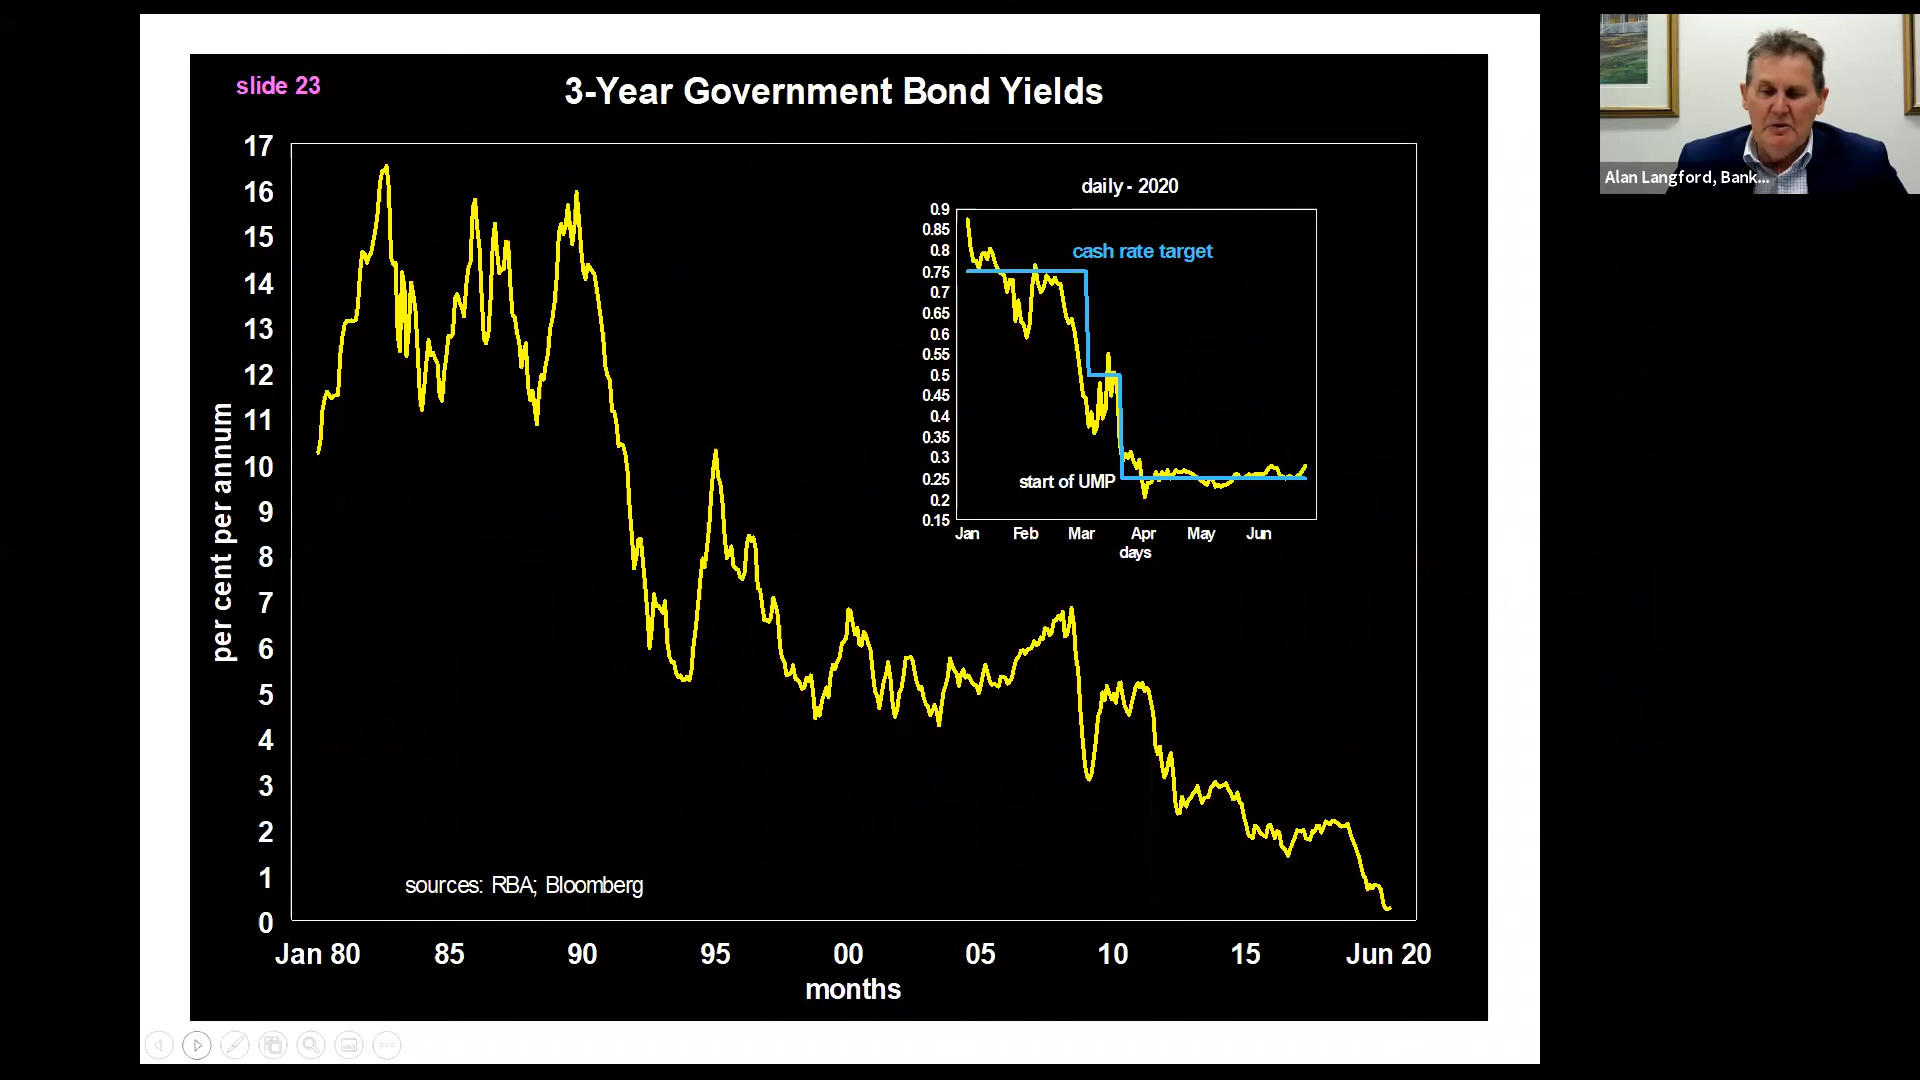 slide 23
3-Year Government Bond Yields
per cent per annum
17
16
15
14
13
12
11
10
9
8
7
6
5
4
3
2
1
0
daily - 2020
cash rate target
start of UMP
0.9
0.85
0.8
0.75
0.7
0.65
0.6
0.55
0.5
0.45
0.4
0.35
0.3
0.25
0.2
0.15
Jan Feb Mar Apr May Jun
days
sources: RBA; Bloomberg
Jan 80 85 90 95 00 05 10 15 Jun 20
months
Alan Langford, Bank...